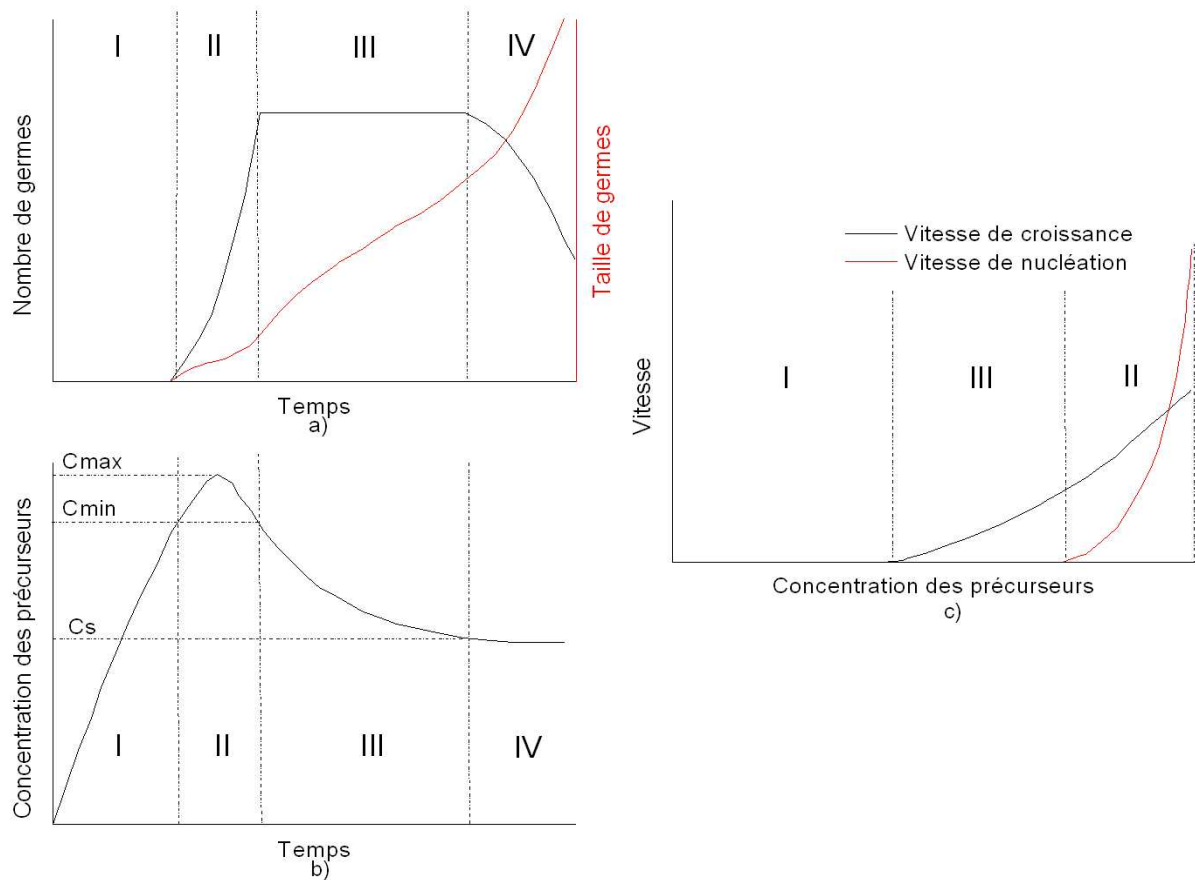 I II III IV
Nombre de germes
Taille de germes
Temps
a)
Cmax
Cmin
Cs
Concentration des précurseurs
I II III IV
Temps
b)
Vitesse de croissance
Vitesse de nucléation
I III II
Vitesse
Concentration des précurseurs
c)